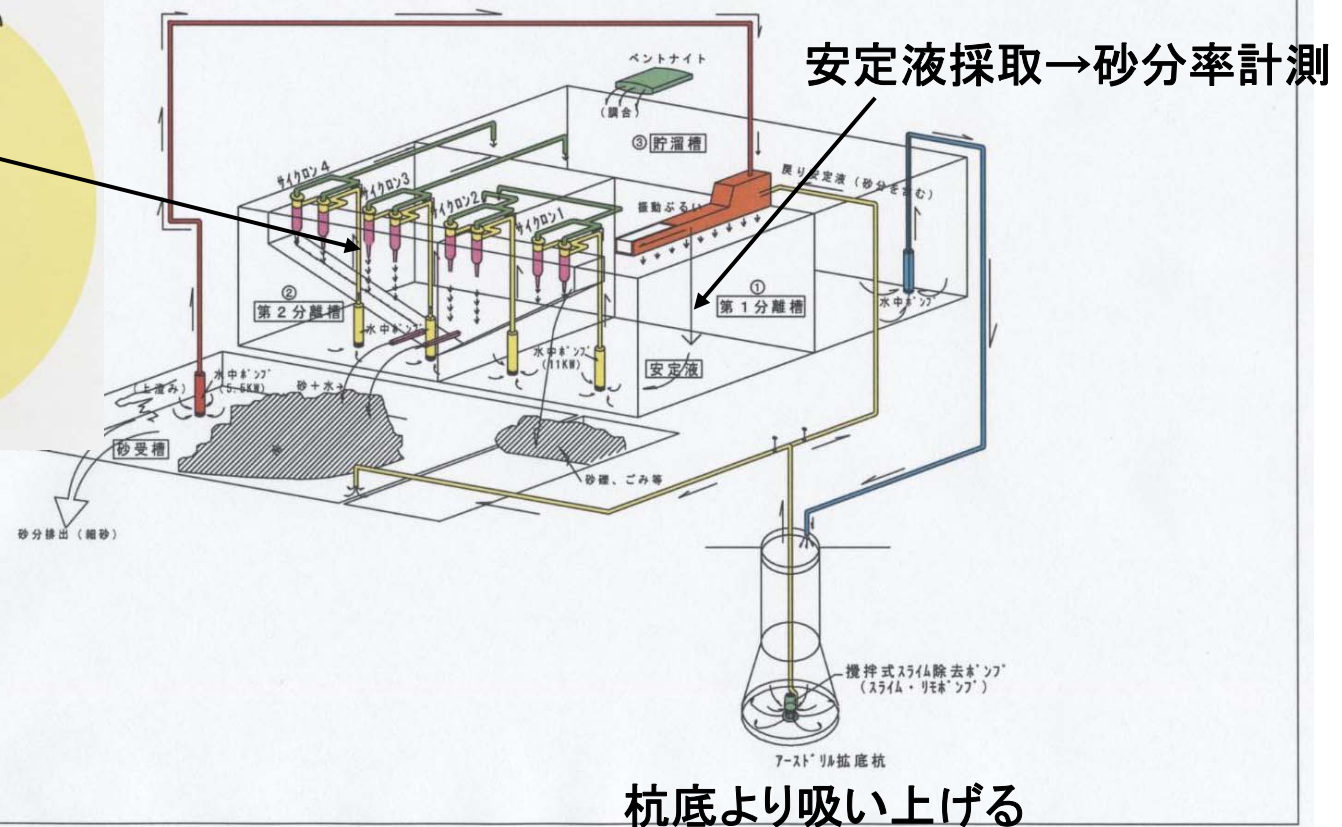 安定液採取→砂分率計測
ベントナイト
(調合)
③ 貯溜槽
戻り安定液(砂分を含む)
振動ぶるい
サイクロン4
サイクロン3
サイクロン2
サイクロン1
①
第1分離槽
水中ポンプ
②
第2分離槽
水中ポンプ
水中ポンプ
(11KW)
安定液
(上澄み)
水中ポンプ
(5.5KW)
砂+水
砂受槽
砂
砂礫、ごみ等
砂分排出(細砂)
攪拌式スライム除去ポンプ
(スライム・リモポンプ)
アースドリル拡底杭
杭底より吸い上げる